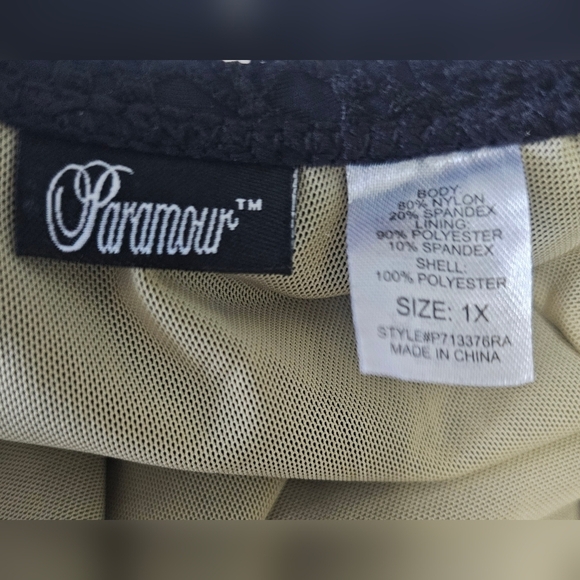 Paramour™
BODY
80% NYLON
20% SPANDEX
LINING:
90% POLYESTER
10% SPANDEX
SHELL:
100% POLYESTER
SIZE: 1X
STYLE#P713376RA
MADE IN CHINA